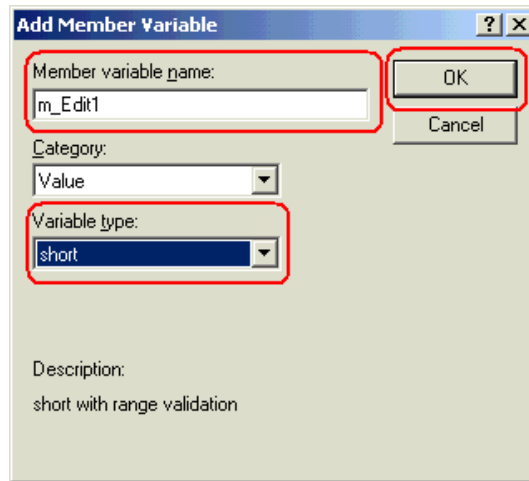 Add Member Variable
Member variable name:
OK
m_Edit1
Cancel
Category:
Value
Variable type:
short
Description:
short with range validation